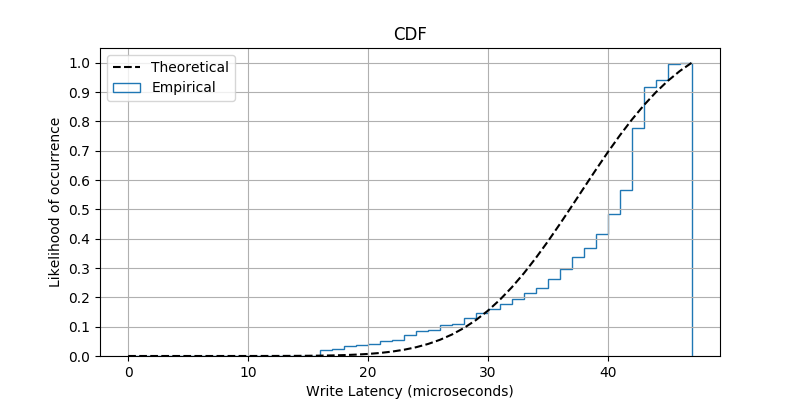 CDF
Theoretical
Empirical
Likelihood of occurrence
1.0
0.9
0.8
0.7
0.6
0.5
0.4
0.3
0.2
0.1
0.0
0 10 20 30 40
Write Latency (microseconds)